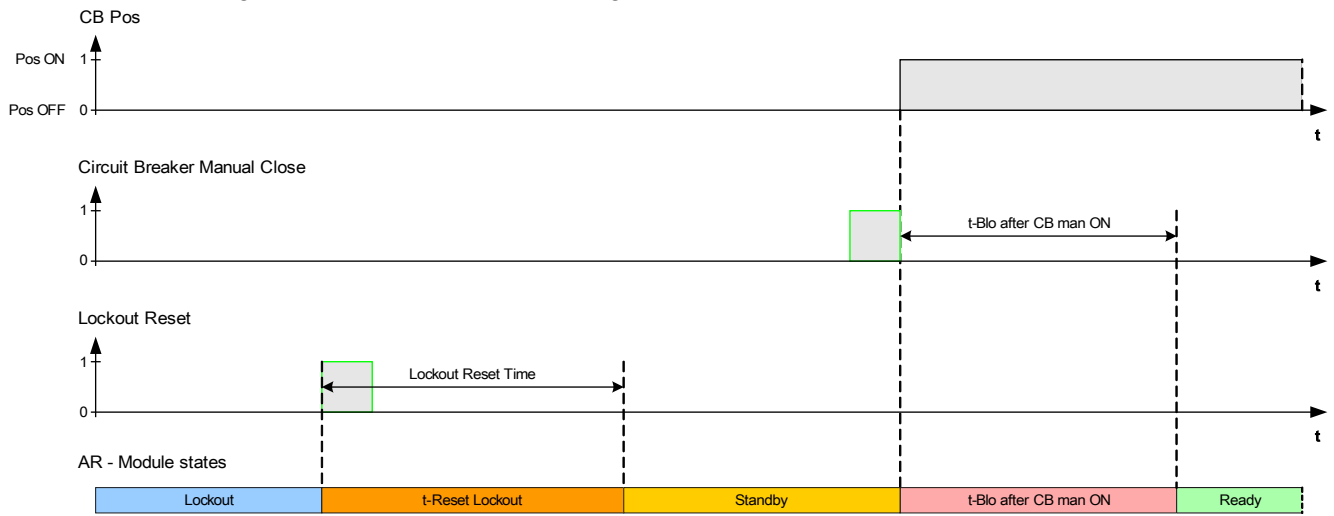 CB Pos
Pos ON 1
Pos OFF 0
t
Circuit Breaker Manual Close
1
t-Blo after CB man ON
0
t
Lockout Reset
1
Lockout Reset Time
0
t
AR - Module states
Lockout t-Reset Lockout Standby t-Blo after CB man ON Ready